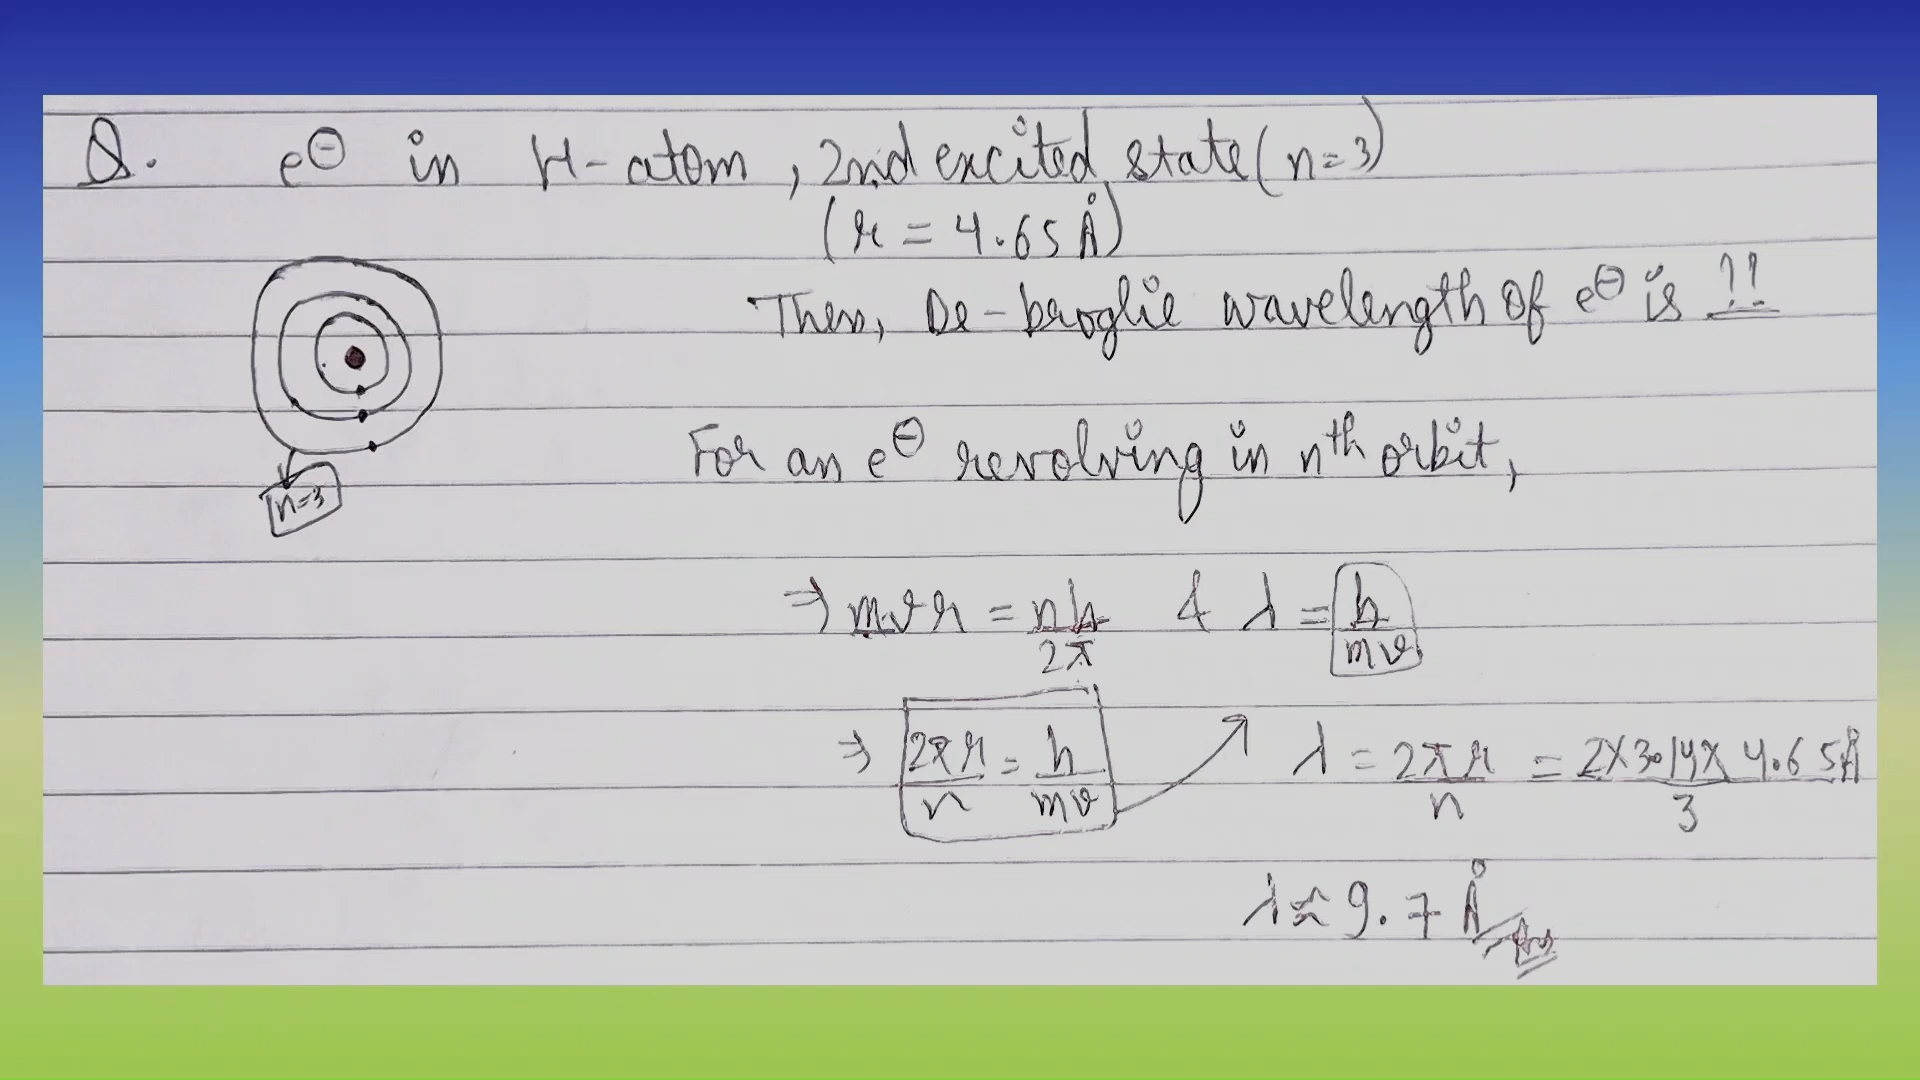 Q. e⊖ in H-atom, 2nd excited state (n=3)
(r = 4.65 Å)
Then, De-broglie wavelength of e⊖ is ??
n=3
For an e⊖ revolving in nth orbit,
⇒ mvr = nh/2π & λ = h/mv
⇒ 2πr/n = h/mv λ = 2πr/n = 2×3.14×4.65Å/3
λ ≈ 9.7 Å Ans